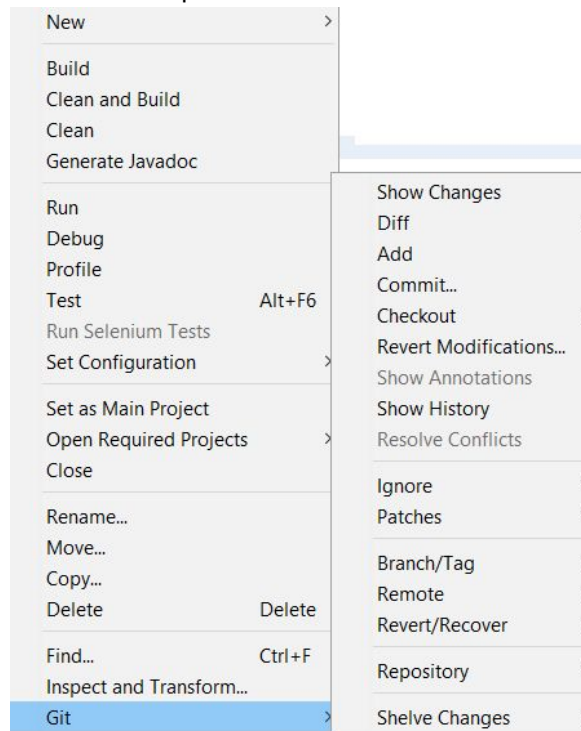 New
Build
Clean and Build
Clean
Generate Javadoc
Run
Debug
Profile
Test Alt+F6
Run Selenium Tests
Set Configuration
Set as Main Project
Open Required Projects
Close
Rename...
Move...
Copy...
Delete Delete
Find... Ctrl+F
Inspect and Transform...
Git
Show Changes
Diff
Add
Commit...
Checkout
Revert Modifications...
Show Annotations
Show History
Resolve Conflicts
Ignore
Patches
Branch/Tag
Remote
Revert/Recover
Repository
Shelve Changes